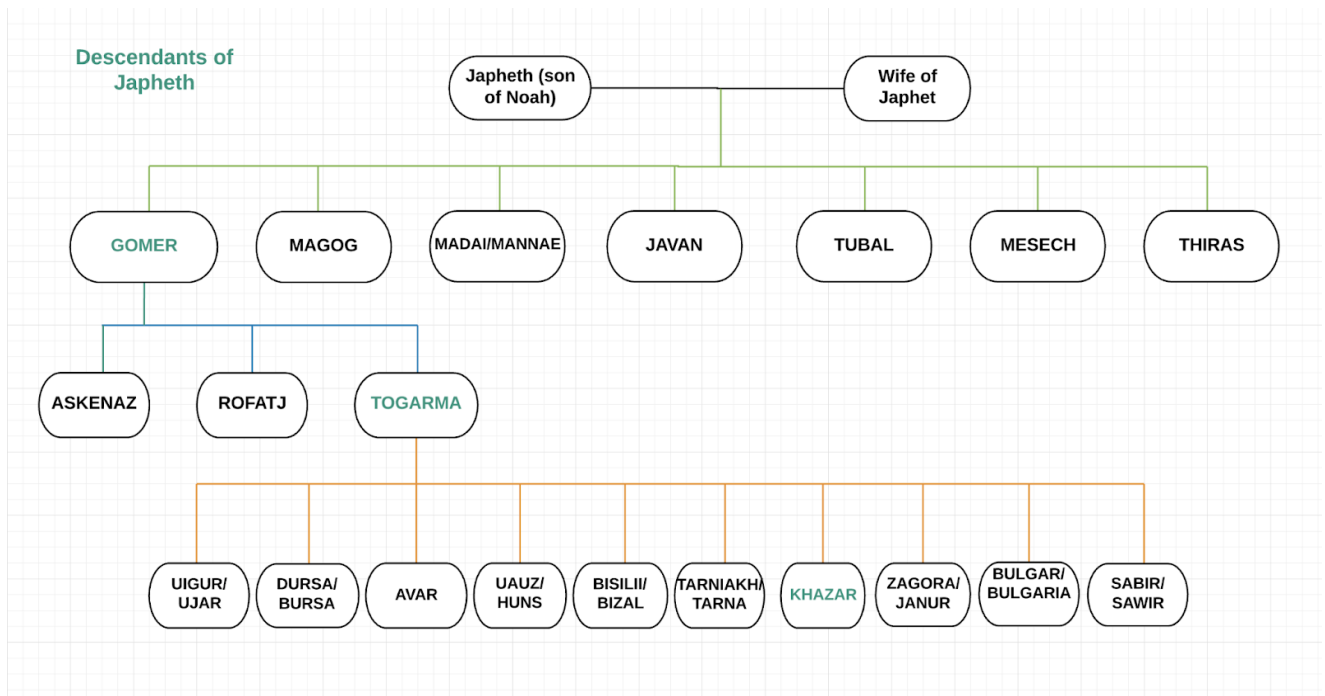 Descendants of
Japheth
Japheth (son
of Noah)
Wife of
Japhet
GOMER
MAGOG
MADAI/MANNAE
JAVAN
TUBAL
MESECH
THIRAS
ASKENAZ
ROFATJ
TOGARMA
UIGUR/
UJAR
DURSA/
BURSA
AVAR
UAUZ/
HUNS
BISILII/
BIZAL
TARNIAKH/
TARNA
KHAZAR
ZAGORA/
JANUR
BULGAR/
BULGARIA
SABIR/
SAWIR